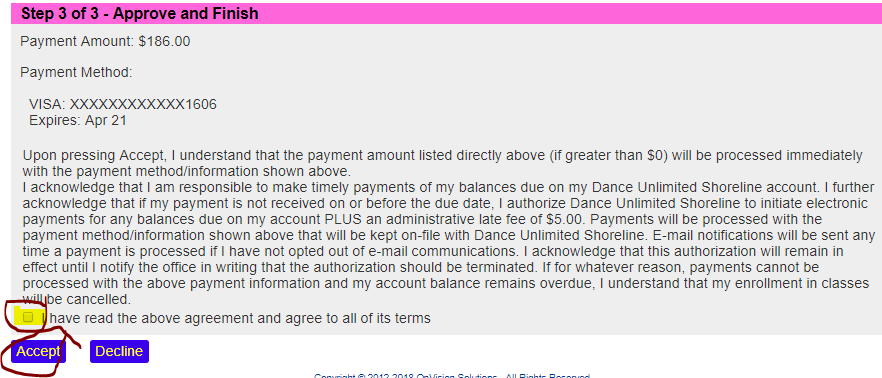 Step 3 of 3 - Approve and Finish
Payment Amount: $186.00
Payment Method:
VISA: XXXXXXXXXXXX1606
Expires: Apr 21
Upon pressing Accept, I understand that the payment amount listed directly above (if greater than $0) will be processed immediately
with the payment method/information shown above.
I acknowledge that I am responsible to make timely payments of my balances due on my Dance Unlimited Shoreline account. I further
acknowledge that if my payment is not received on or before the due date, I authorize Dance Unlimited Shoreline to initiate electronic
payments for any balances due on my account PLUS an administrative late fee of $5.00. Payments will be processed with the
payment method/information shown above that will be kept on-file with Dance Unlimited Shoreline. E-mail notifications will be sent any
time a payment is processed if I have not opted out of e-mail communications. I acknowledge that this authorization will remain in
effect until I notify the office in writing that the authorization should be terminated. If for whatever reason, payments cannot be
processed with the above payment information and my account balance remains overdue, I understand that my enrollment in classes
will be cancelled.
I have read the above agreement and agree to all of its terms
Accept Decline
Copyright © 2012-2018 OnVision Solutions - All Rights Reserved